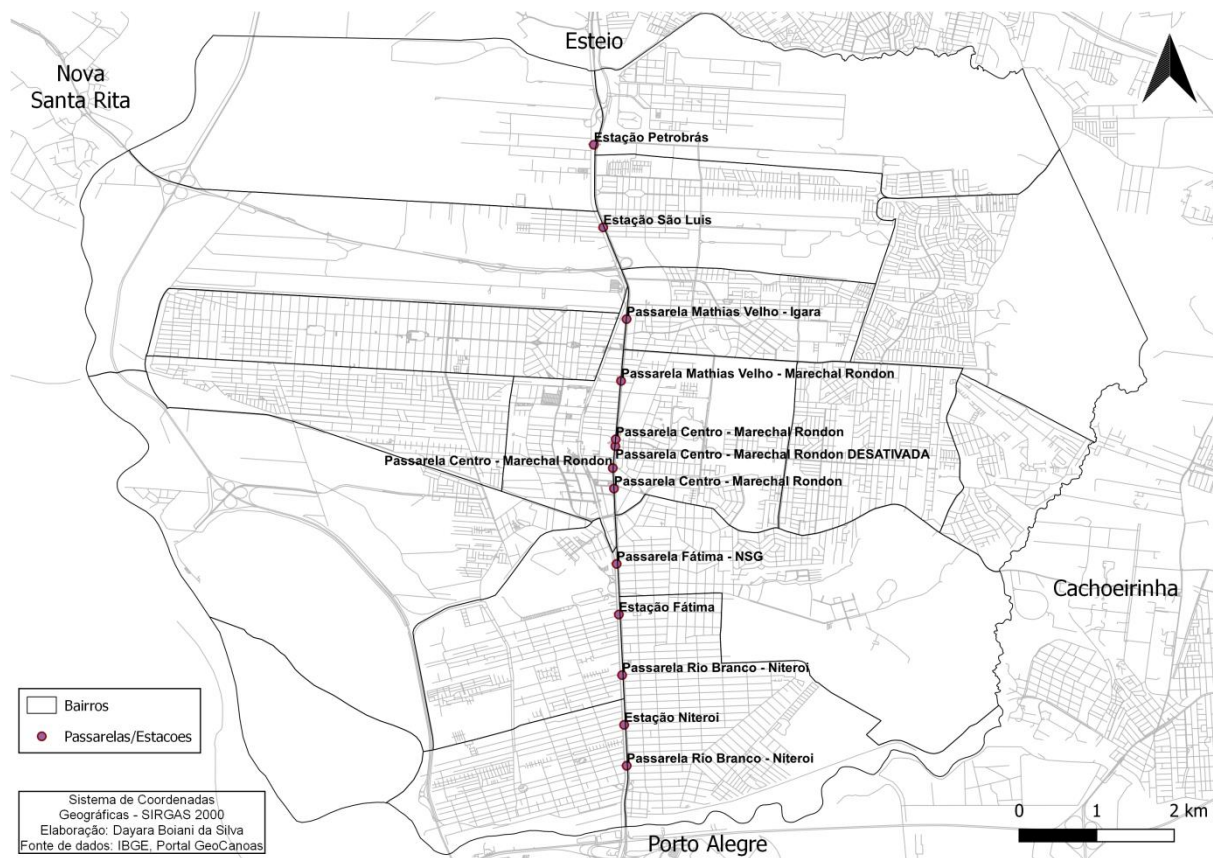 Esteio
Nova
Santa Rita
Estação Petrobrás
Estação São Luis
Passarela Mathias Velho - Igara
Passarela Mathias Velho - Marechal Rondon
Passarela Centro - Marechal Rondon
Passarela Centro - Marechal Rondon DESATIVADA
Passarela Centro - Marechal Rondon
Passarela Centro - Marechal Rondon
Passarela Fátima - NSG
Cachoeirinha
Estação Fátima
Passarela Rio Branco - Niteroi
Estação Niteroi
Passarela Rio Branco - Niteroi
Bairros
Passarelas/Estacoes
Sistema de Coordenadas
Geográficas - SIRGAS 2000
Elaboração: Dayara Boiani da Silva
Fonte de dados: IBGE, Portal GeoCanoas
0 1 2 km
Porto Alegre